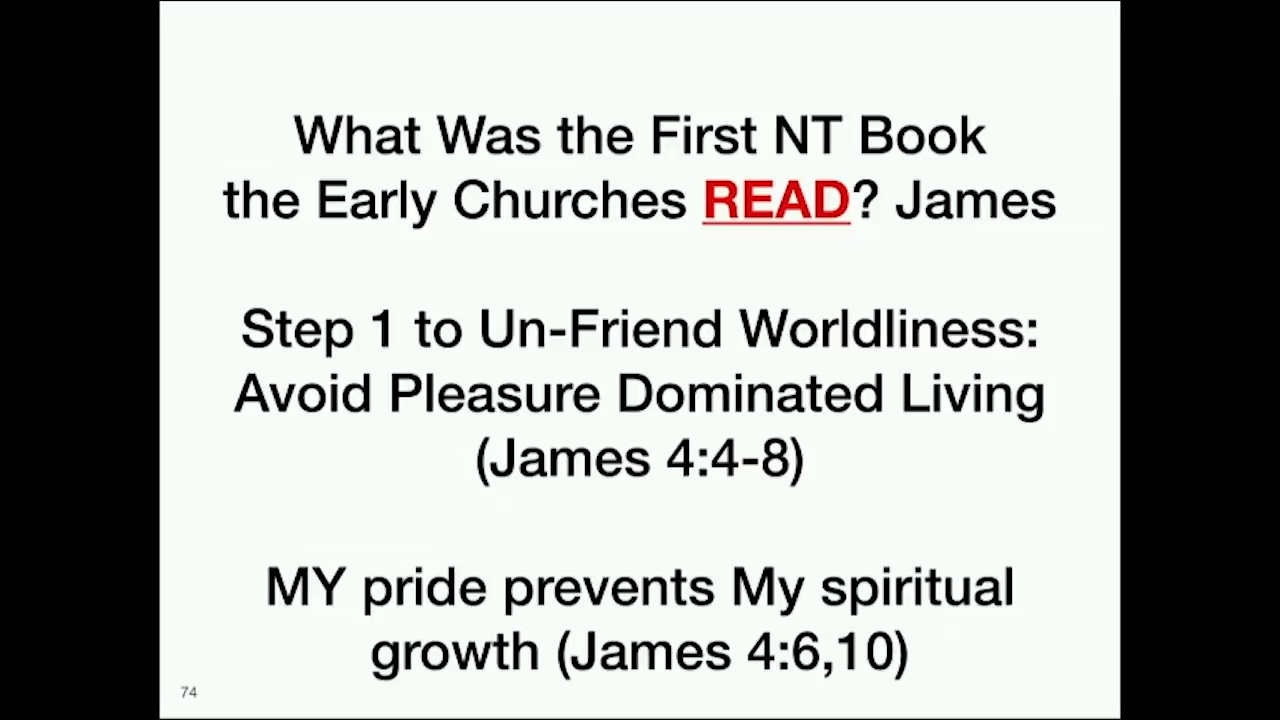 What Was the First NT Book
the Early Churches READ? James
Step 1 to Un-Friend Worldliness:
Avoid Pleasure Dominated Living
(James 4:4-8)
MY pride prevents My spiritual
growth (James 4:6,10)
74